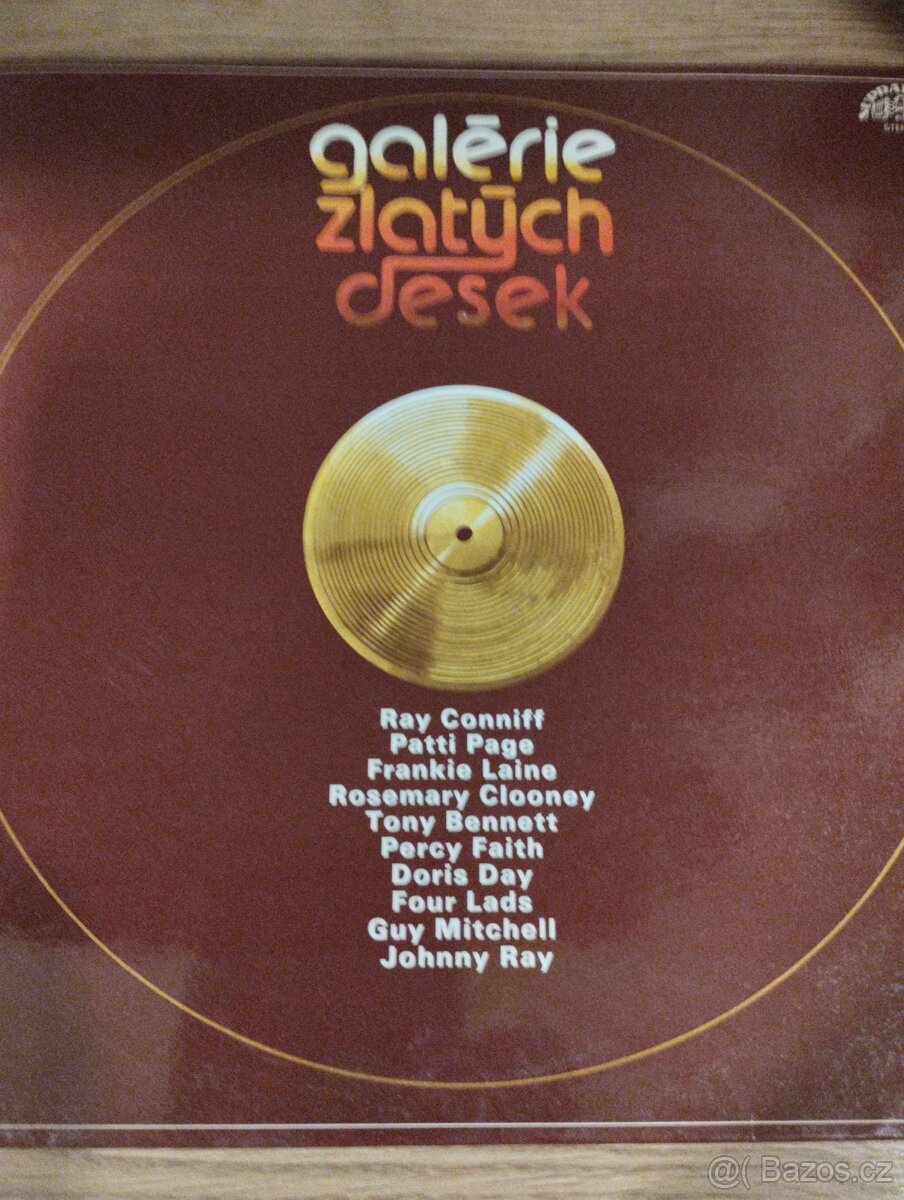 galérie
zlatých
desek
Ray Conniff
Patti Page
Frankie Laine
Rosemary Clooney
Tony Bennett
Percy Faith
Doris Day
Four Lads
Guy Mitchell
Johnny Ray
@( Bazos.cz